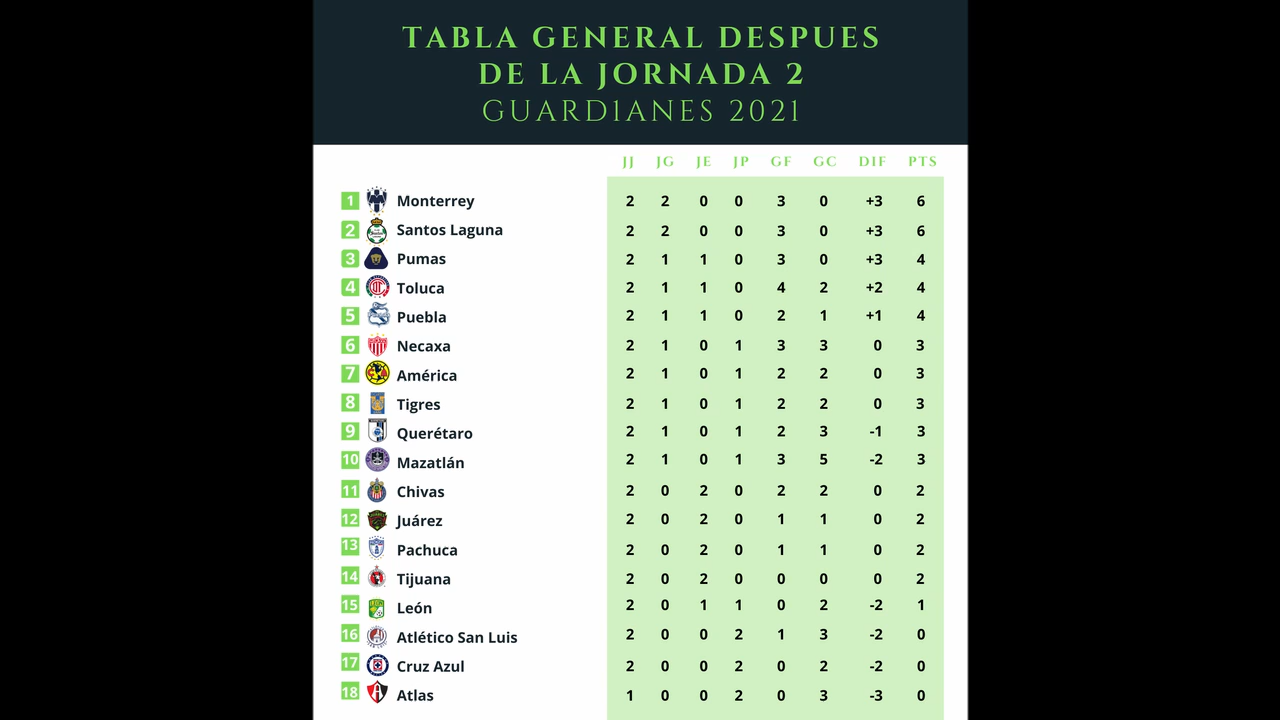 TABLA GENERAL DESPUES
DE LA JORNADA 2
GUARD1ANES 2021
JJ JG JE JP GF GC DIF PTS
1 Monterrey 2 2 0 0 3 0 +3 6
2 Santos Laguna 2 2 0 0 3 0 +3 6
3 Pumas 2 1 1 0 3 0 +3 4
4 Toluca 2 1 1 0 4 2 +2 4
5 Puebla 2 1 1 0 2 1 +1 4
6 Necaxa 2 1 0 1 3 3 0 3
7 América 2 1 0 1 2 2 0 3
8 Tigres 2 1 0 1 2 2 0 3
9 Querétaro 2 1 0 1 2 3 -1 3
10 Mazatlán 2 1 0 1 3 5 -2 3
11 Chivas 2 0 2 0 2 2 0 2
12 Juárez 2 0 2 0 1 1 0 2
13 Pachuca 2 0 2 0 1 1 0 2
14 Tijuana 2 0 2 0 0 0 0 2
15 León 2 0 1 1 0 2 -2 1
16 Atlético San Luis 2 0 0 2 1 3 -2 0
17 Cruz Azul 2 0 0 2 0 2 -2 0
18 Atlas 1 0 0 2 0 3 -3 0